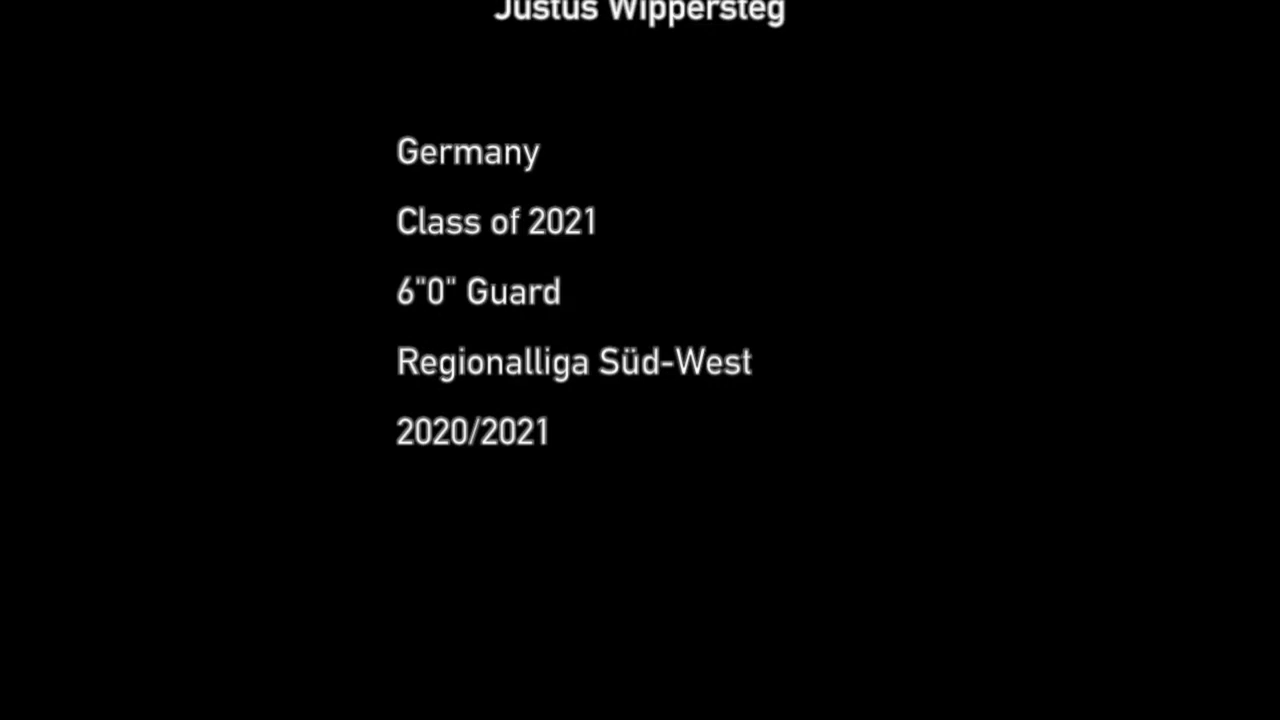 Justus Wippersteg
Germany
Class of 2021
6"0" Guard
Regionalliga Süd-West
2020/2021